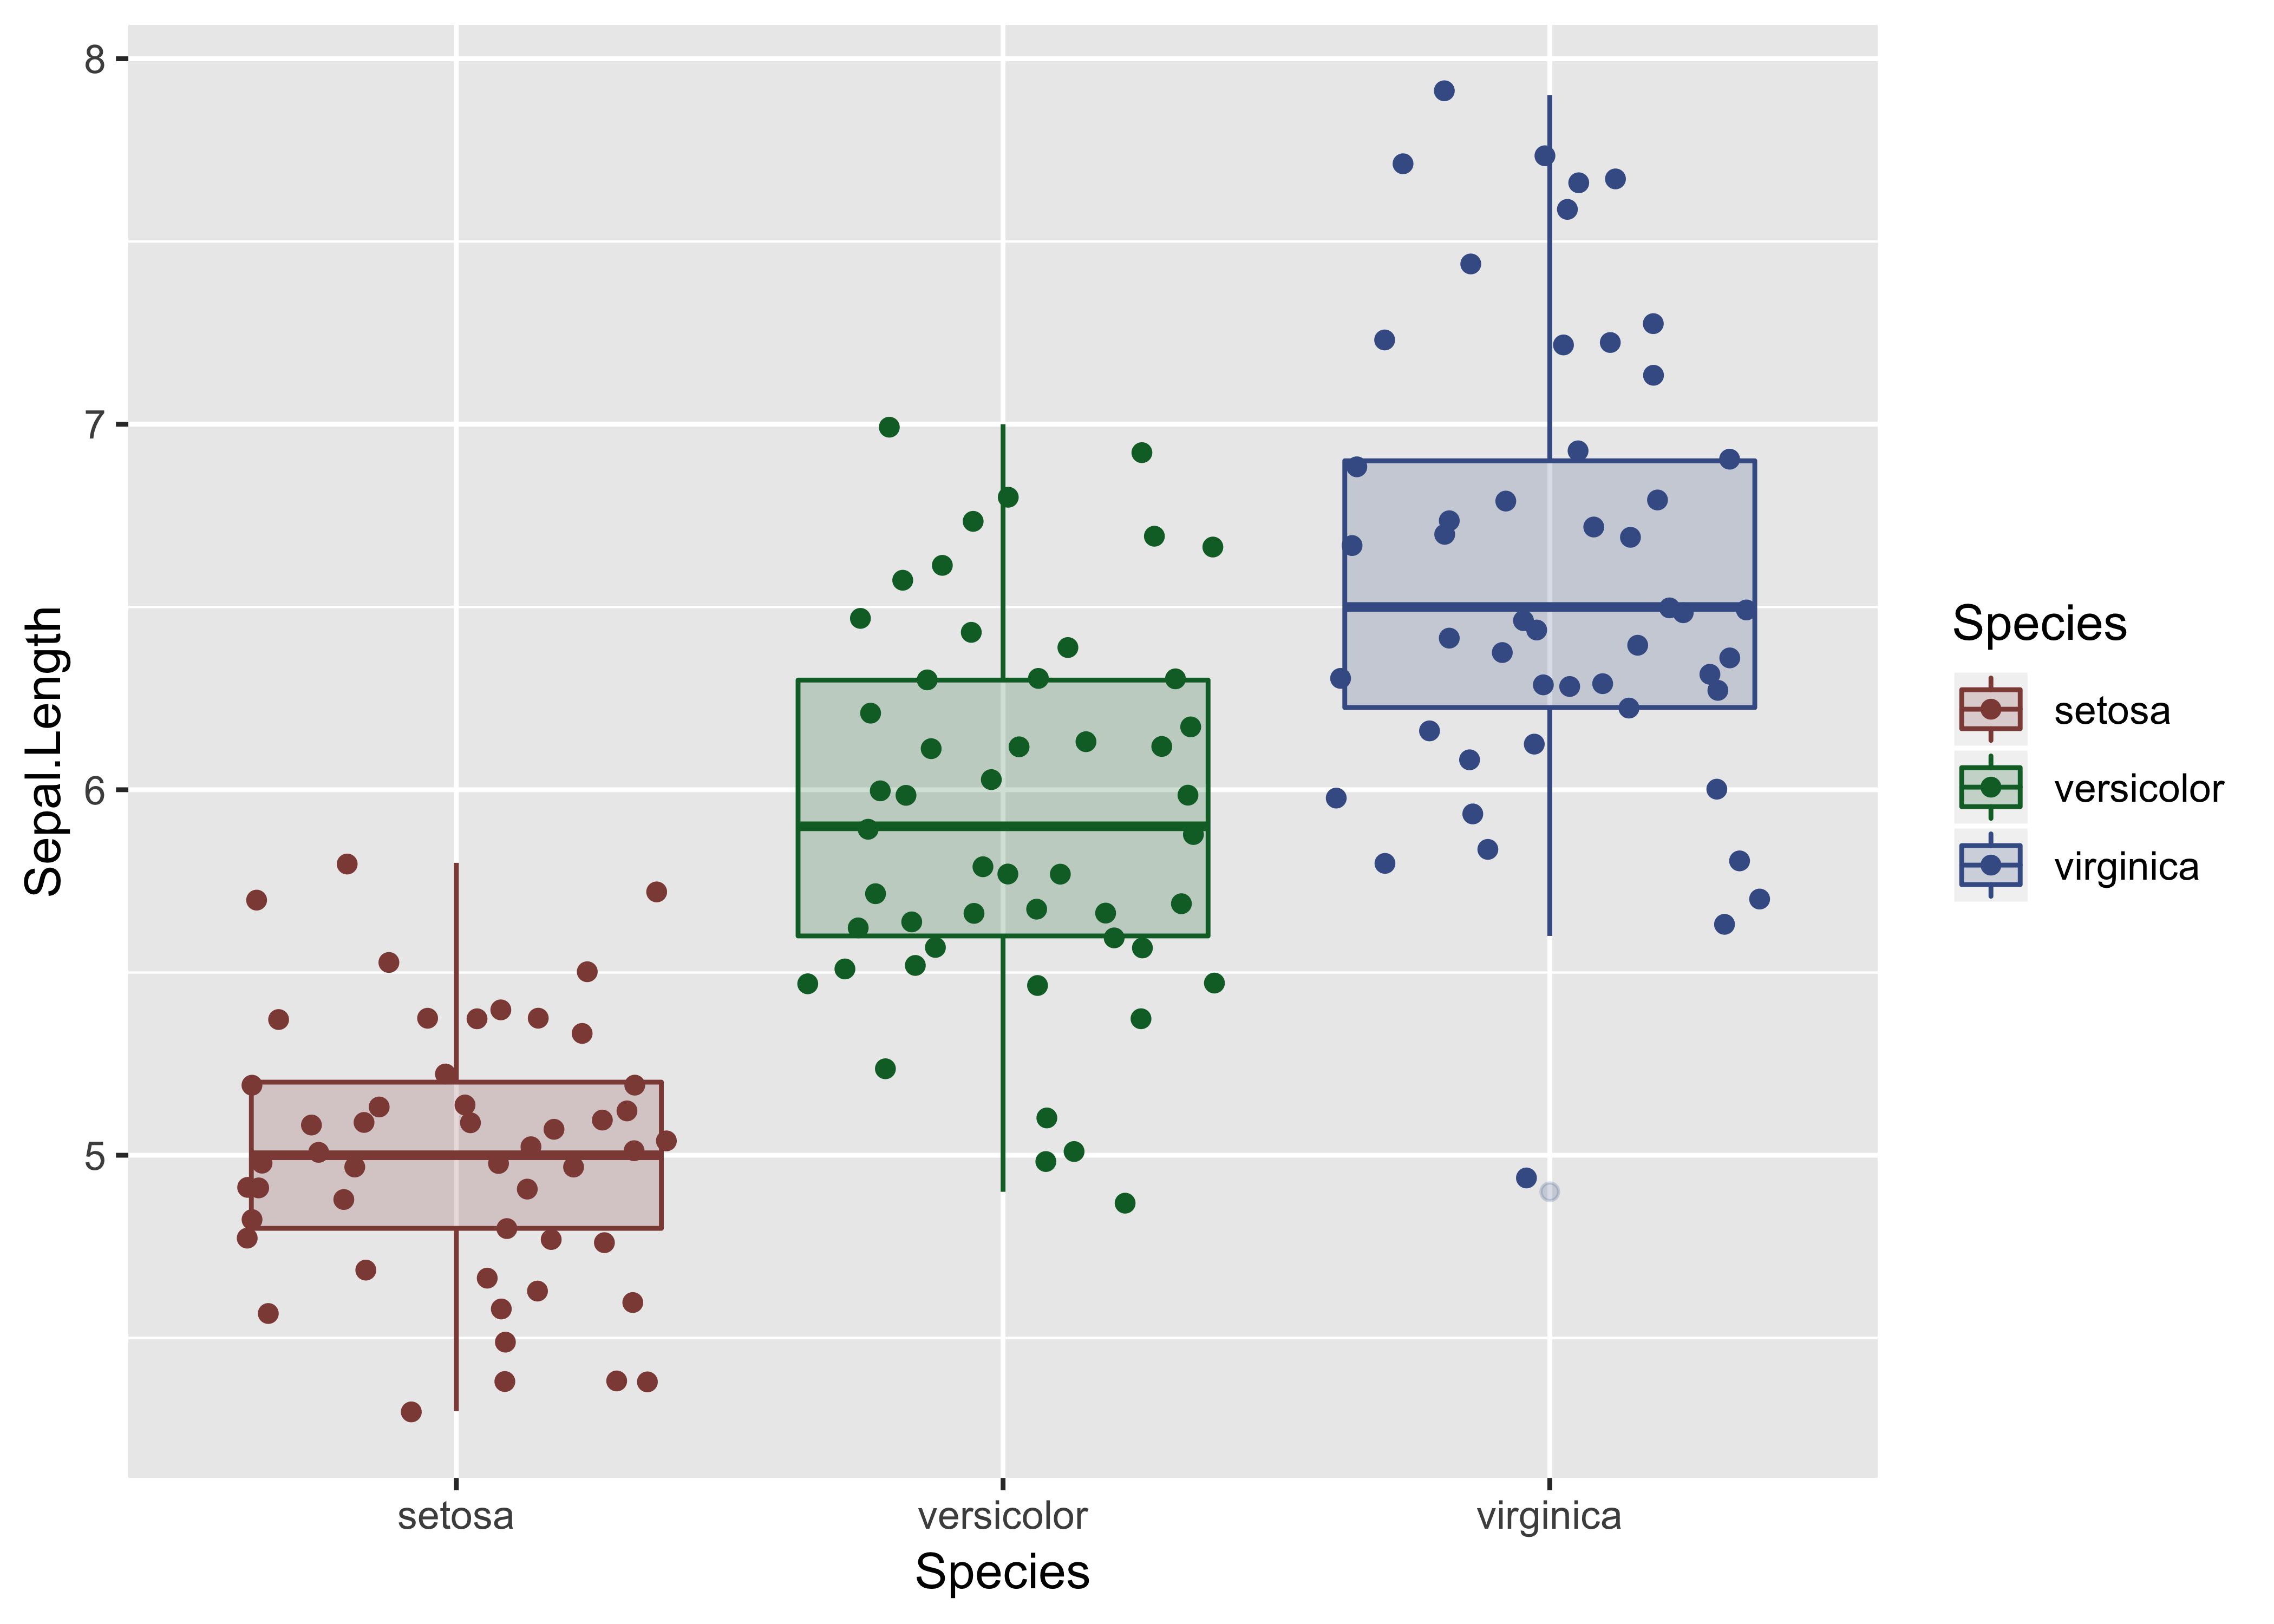 8
7
6
5
Sepal.Length
setosa versicolor virginica
Species
Species
setosa
versicolor
virginica